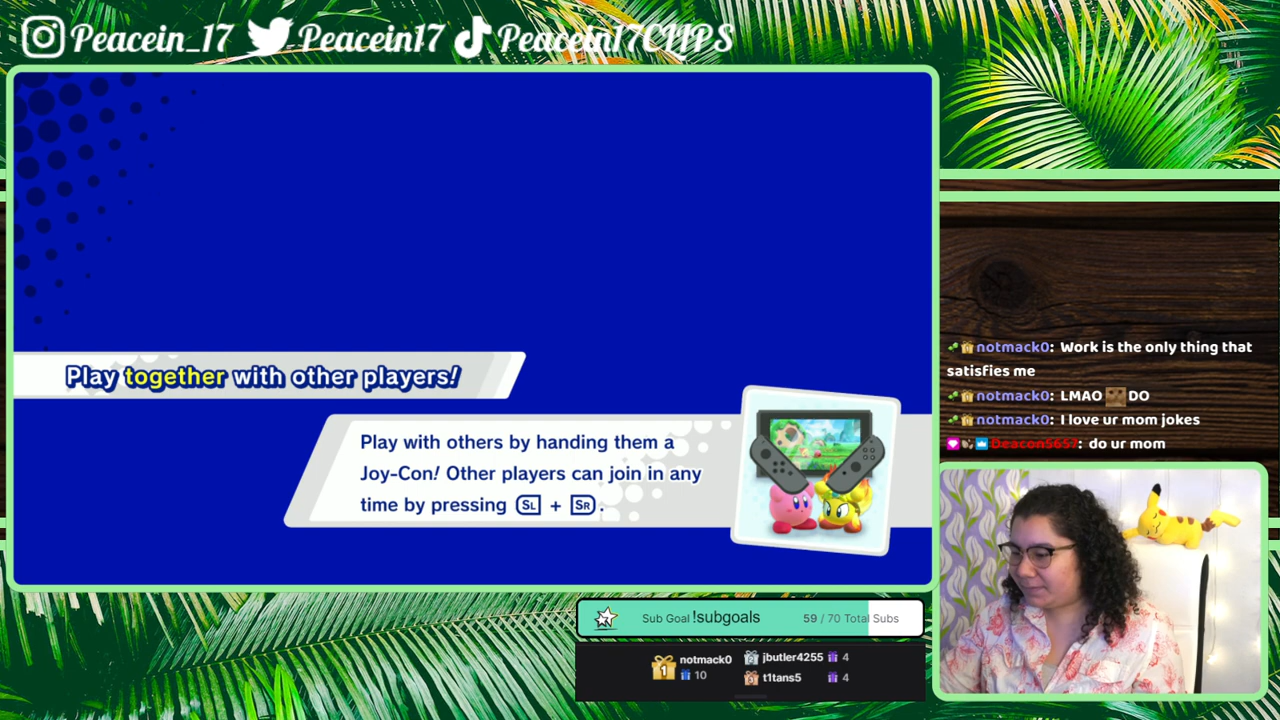 Peacein_17 Peacein17 Peacein17ClIPS
Play together with other players!
Play with others by handing them a
Joy-Con! Other players can join in any
time by pressing SL + SR.
notmack0: Work is the only thing that
satisfies me
notmack0: LMAO DO
notmack0: I love ur mom jokes
Deacon5657: do ur mom
Sub Goal !subgoals 59 / 70 Total Subs
1 notmack0 10
2 jbutler4255 4
3 t1tans5 4